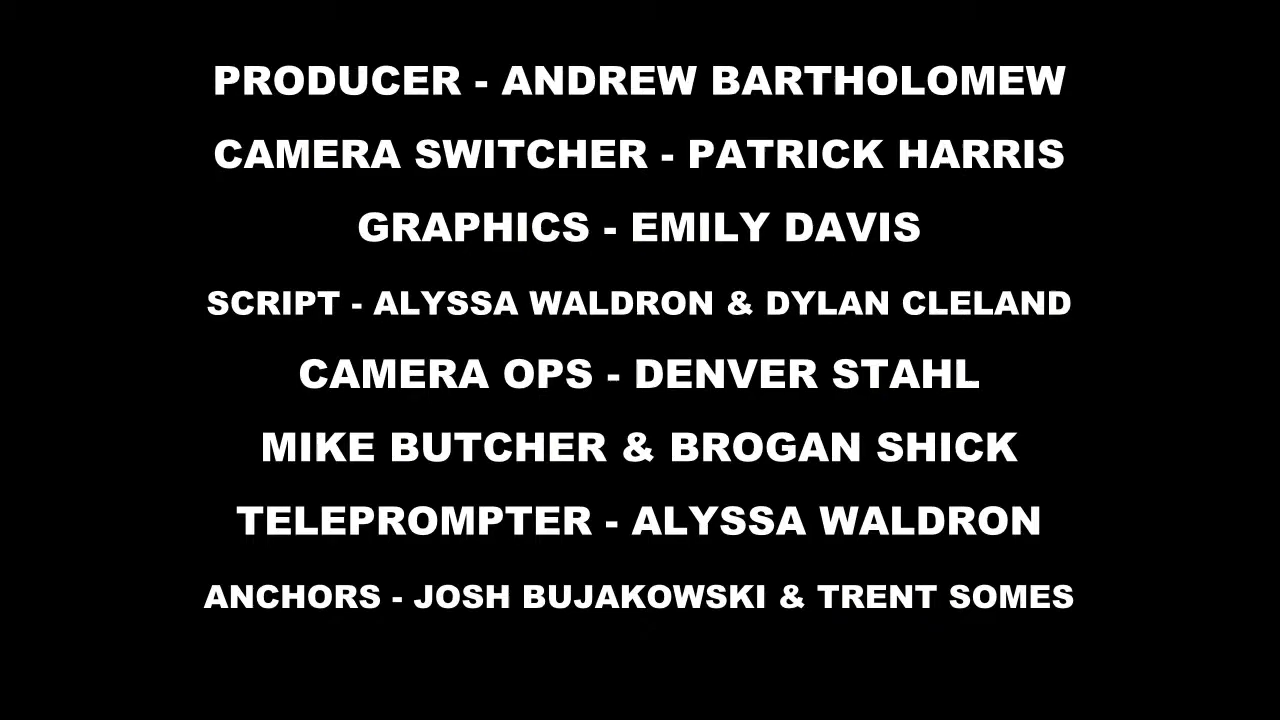 PRODUCER - ANDREW BARTHOLOMEW
CAMERA SWITCHER - PATRICK HARRIS
GRAPHICS - EMILY DAVIS
SCRIPT - ALYSSA WALDRON & DYLAN CLELAND
CAMERA OPS - DENVER STAHL
MIKE BUTCHER & BROGAN SHICK
TELEPROMPTER - ALYSSA WALDRON
ANCHORS - JOSH BUJAKOWSKI & TRENT SOMES